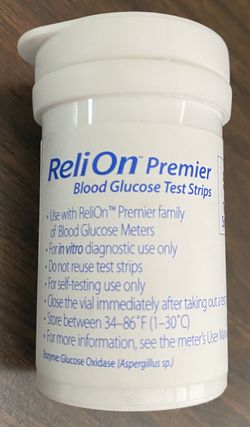 ReliOn™ Premier
Blood Glucose Test Strips
• Use with ReliOn™ Premier family
of Blood Glucose Meters
• For in vitro diagnostic use only
• Do not reuse test strips
• For self-testing use only
• Close the vial immediately after taking out a
• Store between 34–86˚F (1–30˚C)
• For more information, see the meter's User
Enzyme: Glucose Oxidase (Aspergillus sp.)